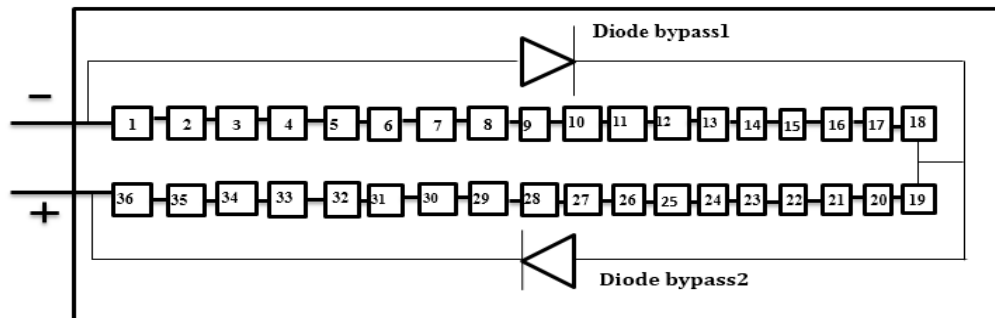 Diode bypass1
−
1 2 3 4 5 6 7 8 9 10 11 12 13 14 15 16 17 18
36 35 34 33 32 31 30 29 28 27 26 25 24 23 22 21 20 19
+
Diode bypass2